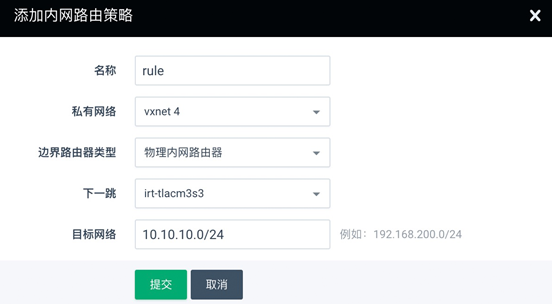 添加内网路由策略
名称 rule
私有网络 vxnet 4
边界路由器类型 物理内网路由器
下一跳 irt-tlacm3s3
目标网络 10.10.10.0/24 例如：192.168.200.0/24
提交 取消